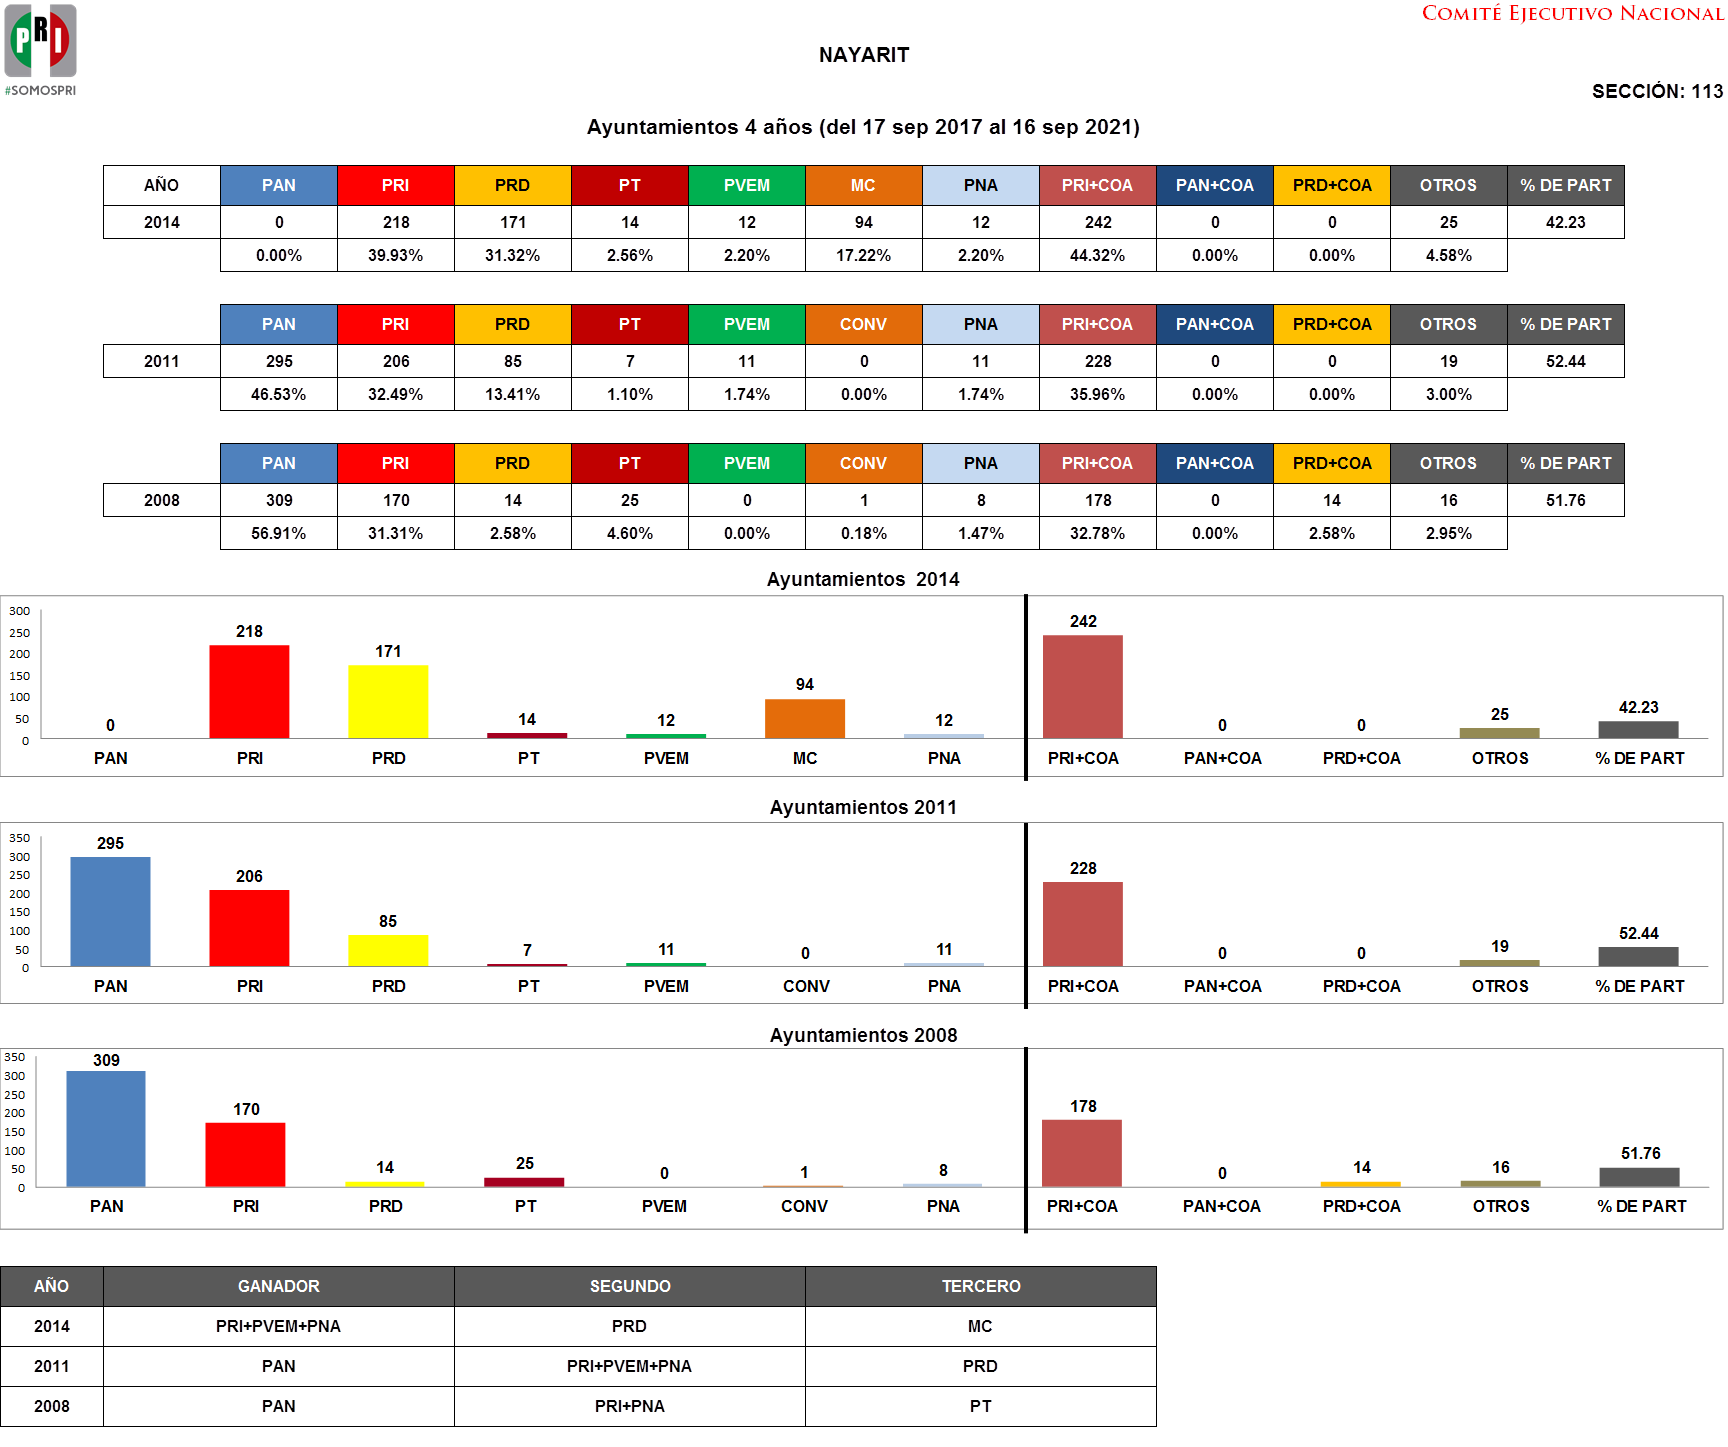 COMITÉ EJECUTIVO NACIONAL
PRI
#SOMOSPRI
NAYARIT
SECCIÓN: 113
Ayuntamientos 4 años (del 17 sep 2017 al 16 sep 2021)
AÑO PAN PRI PRD PT PVEM MC PNA PRI+COA PAN+COA PRD+COA OTROS % DE PART
2014 0 218 171 14 12 94 12 242 0 0 25 42.23
0.00% 39.93% 31.32% 2.56% 2.20% 17.22% 2.20% 44.32% 0.00% 0.00% 4.58%
PAN PRI PRD PT PVEM CONV PNA PRI+COA PAN+COA PRD+COA OTROS % DE PART
2011 295 206 85 7 11 0 11 228 0 0 19 52.44
46.53% 32.49% 13.41% 1.10% 1.74% 0.00% 1.74% 35.96% 0.00% 0.00% 3.00%
PAN PRI PRD PT PVEM CONV PNA PRI+COA PAN+COA PRD+COA OTROS % DE PART
2008 309 170 14 25 0 1 8 178 0 14 16 51.76
56.91% 31.31% 2.58% 4.60% 0.00% 0.18% 1.47% 32.78% 0.00% 2.58% 2.95%
Ayuntamientos 2014
300
250
200
150
100
50
0
0 218 171 14 12 94 12 242 0 0 25 42.23
PAN PRI PRD PT PVEM MC PNA PRI+COA PAN+COA PRD+COA OTROS % DE PART
Ayuntamientos 2011
350
300
250
200
150
100
50
0
295 206 85 7 11 0 11 228 0 0 19 52.44
PAN PRI PRD PT PVEM CONV PNA PRI+COA PAN+COA PRD+COA OTROS % DE PART
Ayuntamientos 2008
350
300
250
200
150
100
50
0
309 170 14 25 0 1 8 178 0 14 16 51.76
PAN PRI PRD PT PVEM CONV PNA PRI+COA PAN+COA PRD+COA OTROS % DE PART
AÑO GANADOR SEGUNDO TERCERO
2014 PRI+PVEM+PNA PRD MC
2011 PAN PRI+PVEM+PNA PRD
2008 PAN PRI+PNA PT